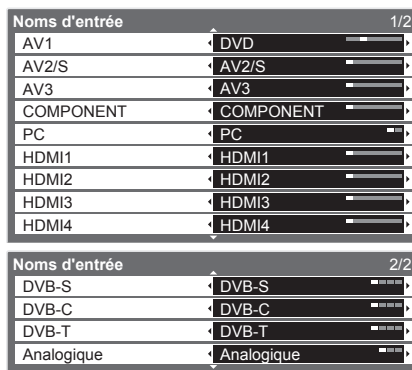 Noms d'entrée 1/2
AV1 DVD
AV2/S AV2/S
AV3 AV3
COMPONENT COMPONENT
PC PC
HDMI1 HDMI1
HDMI2 HDMI2
HDMI3 HDMI3
HDMI4 HDMI4
Noms d'entrée 2/2
DVB-S DVB-S
DVB-C DVB-C
DVB-T DVB-T
Analogique Analogique